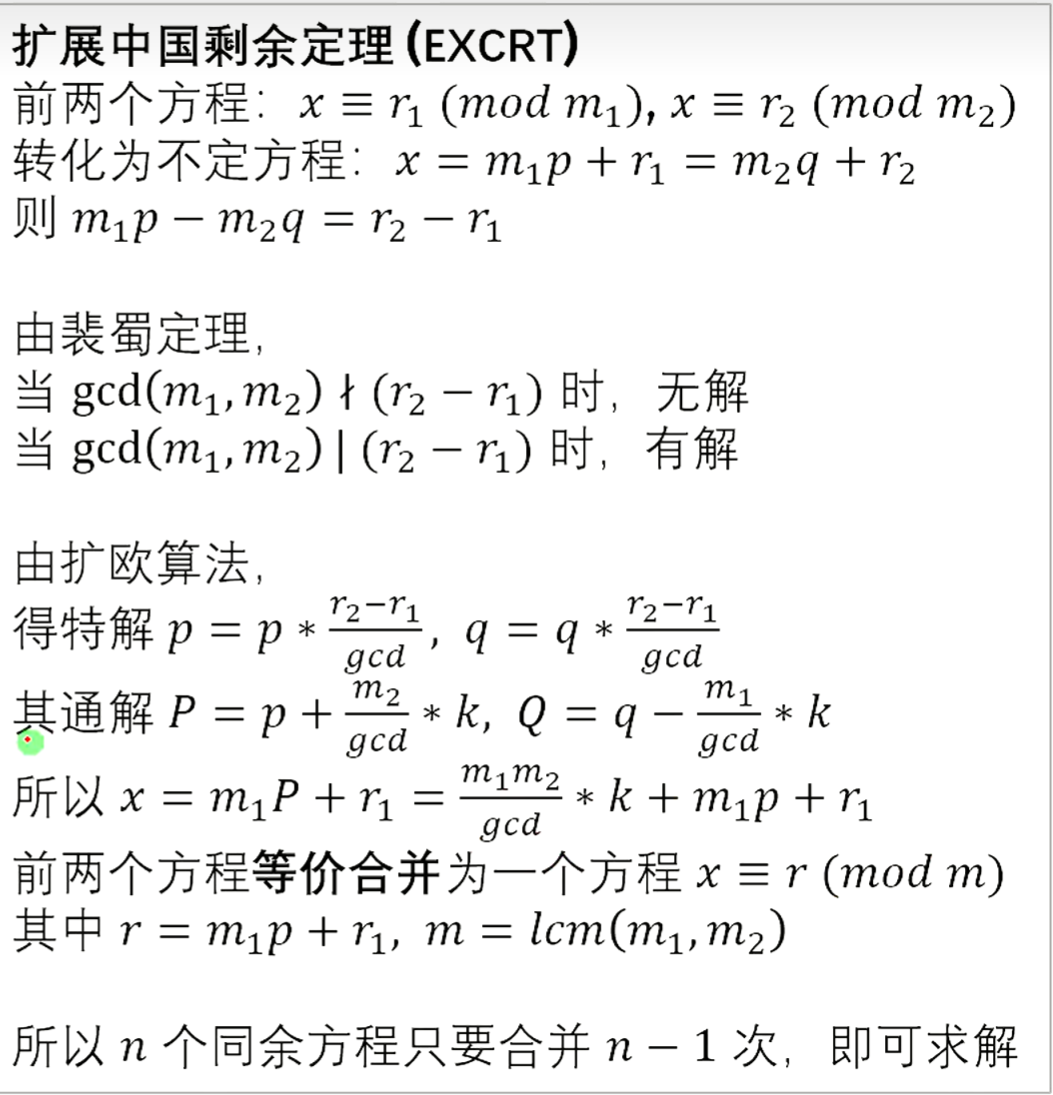 扩展中国剩余定理 (EXCRT)
前两个方程：x ≡ r₁ (mod m₁), x ≡ r₂ (mod m₂)
转化为不定方程：x = m₁p + r₁ = m₂q + r₂
则 m₁p − m₂q = r₂ − r₁
由裴蜀定理,
当 gcd(m₁, m₂) ∤ (r₂ − r₁) 时，无解
当 gcd(m₁, m₂) | (r₂ − r₁) 时，有解
由扩欧算法,
得特解 p = p * (r₂−r₁)/gcd , q = q * (r₂−r₁)/gcd
其通解 P = p + m₂/gcd * k, Q = q − m₁/gcd * k
所以 x = m₁P + r₁ = m₁m₂/gcd * k + m₁p + r₁
前两个方程等价合并为一个方程 x ≡ r (mod m)
其中 r = m₁p + r₁, m = lcm(m₁, m₂)
所以 n 个同余方程只要合并 n − 1 次，即可求解